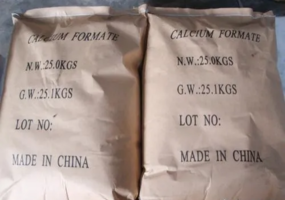 CALCIUM FORMATE
N.W.:25.0KGS
G.W.:25.1KGS
LOT NO:
MADE IN CHINA
CALCIUM FORMATE
N.W.:25.0KGS
G.W.:25.1KGS
LOT NO:
MADE IN CHINA